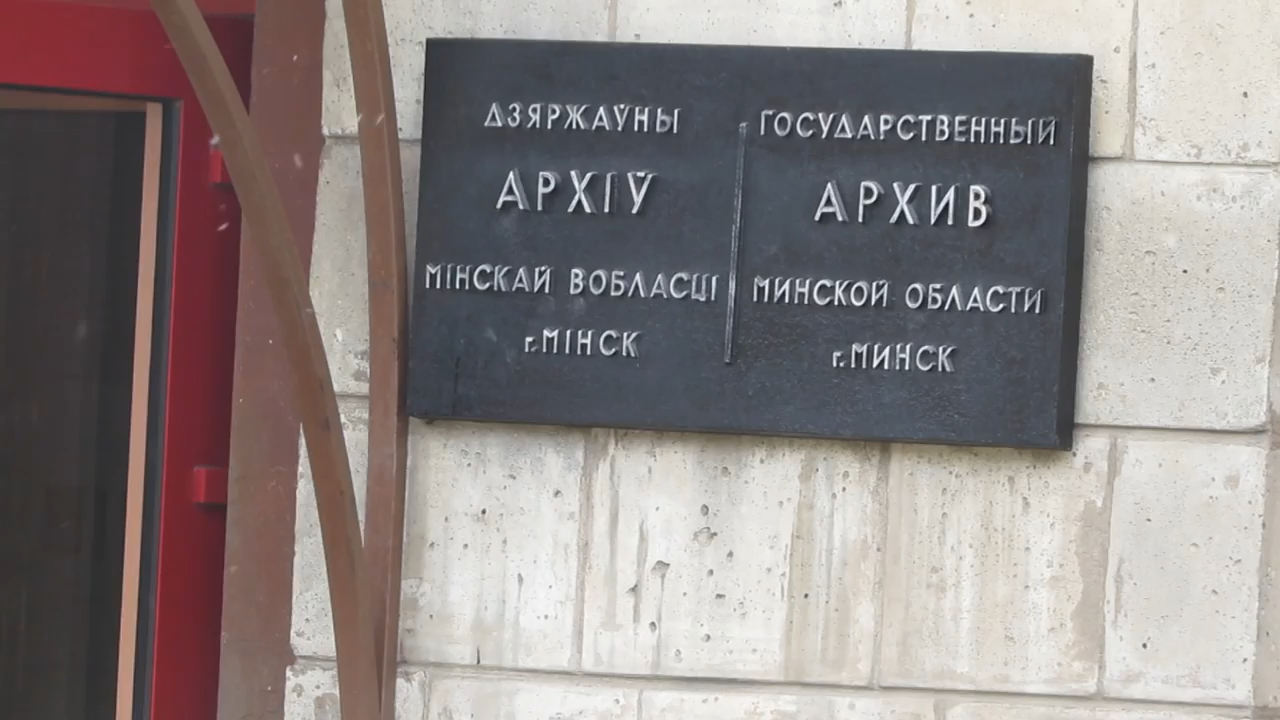 ДЗЯРЖАЎНЫ
АРХІЎ
МІНСКАЙ ВОБЛАСЦІ
г.МІНСК
ГОСУДАРСТВЕННЫЙ
АРХИВ
МИНСКОЙ ОБЛАСТИ
г.МИНСК